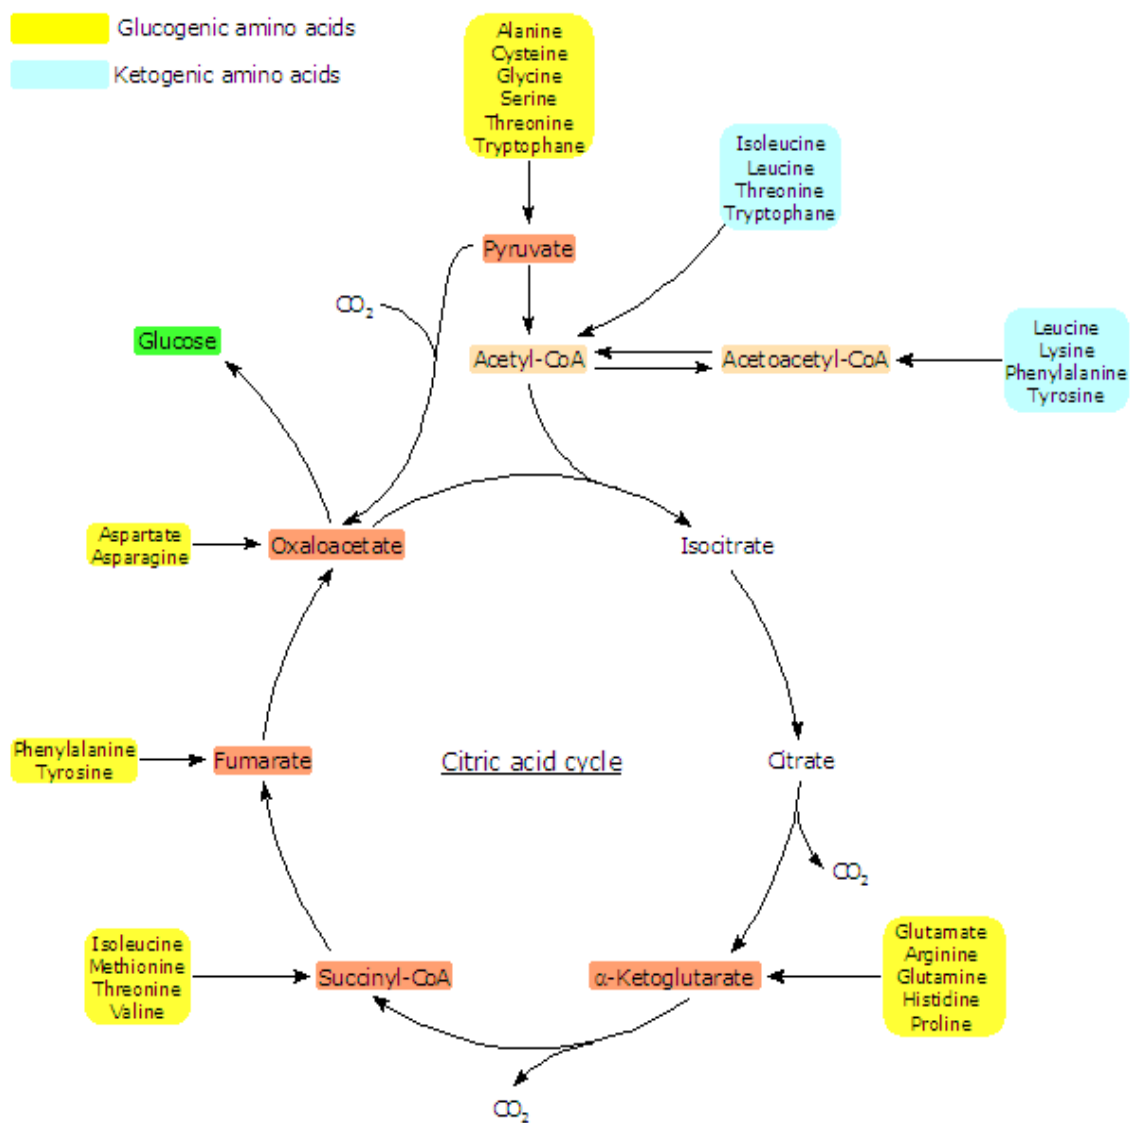 Glucogenic amino acids
Ketogenic amino acids
Alanine
Cysteine
Glycine
Serine
Threonine
Tryptophane
Isoleucine
Leucine
Threonine
Tryptophane
Pyruvate
CO2
Glucose
Acetyl-CoA
Acetoacetyl-CoA
Leucine
Lysine
Phenylalanine
Tyrosine
Aspartate
Asparagine
Oxaloacetate
Isocitrate
Phenylalanine
Tyrosine
Fumarate
Citric acid cycle
Citrate
CO2
Isoleucine
Methionine
Threonine
Valine
Succinyl-CoA
α-Ketoglutarate
Glutamate
Arginine
Glutamine
Histidine
Proline
CO2